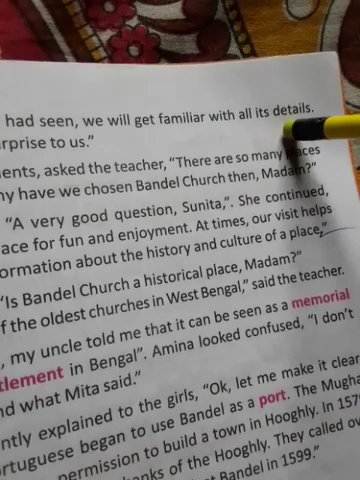 had seen, we will get familiar with all its details.
rprise to us."
ents, asked the teacher, "There are so many places
hy have we chosen Bandel Church then, Madam?"
"A very good question, Sunita,". She continued,
ace for fun and enjoyment. At times, our visit helps
ormation about the history and culture of a place,"
"Is Bandel Church a historical place, Madam?"
f the oldest churches in West Bengal," said the teacher.
, my uncle told me that it can be seen as a memorial
tlement in Bengal". Amina looked confused, "I don't
nd what Mita said."
ntly explained to the girls, "Ok, let me make it clear
ortuguese began to use Bandel as a port. The Mugha
permission to build a town in Hooghly. In 157
nks of the Hooghly. They called ov
t Bandel in 1599."